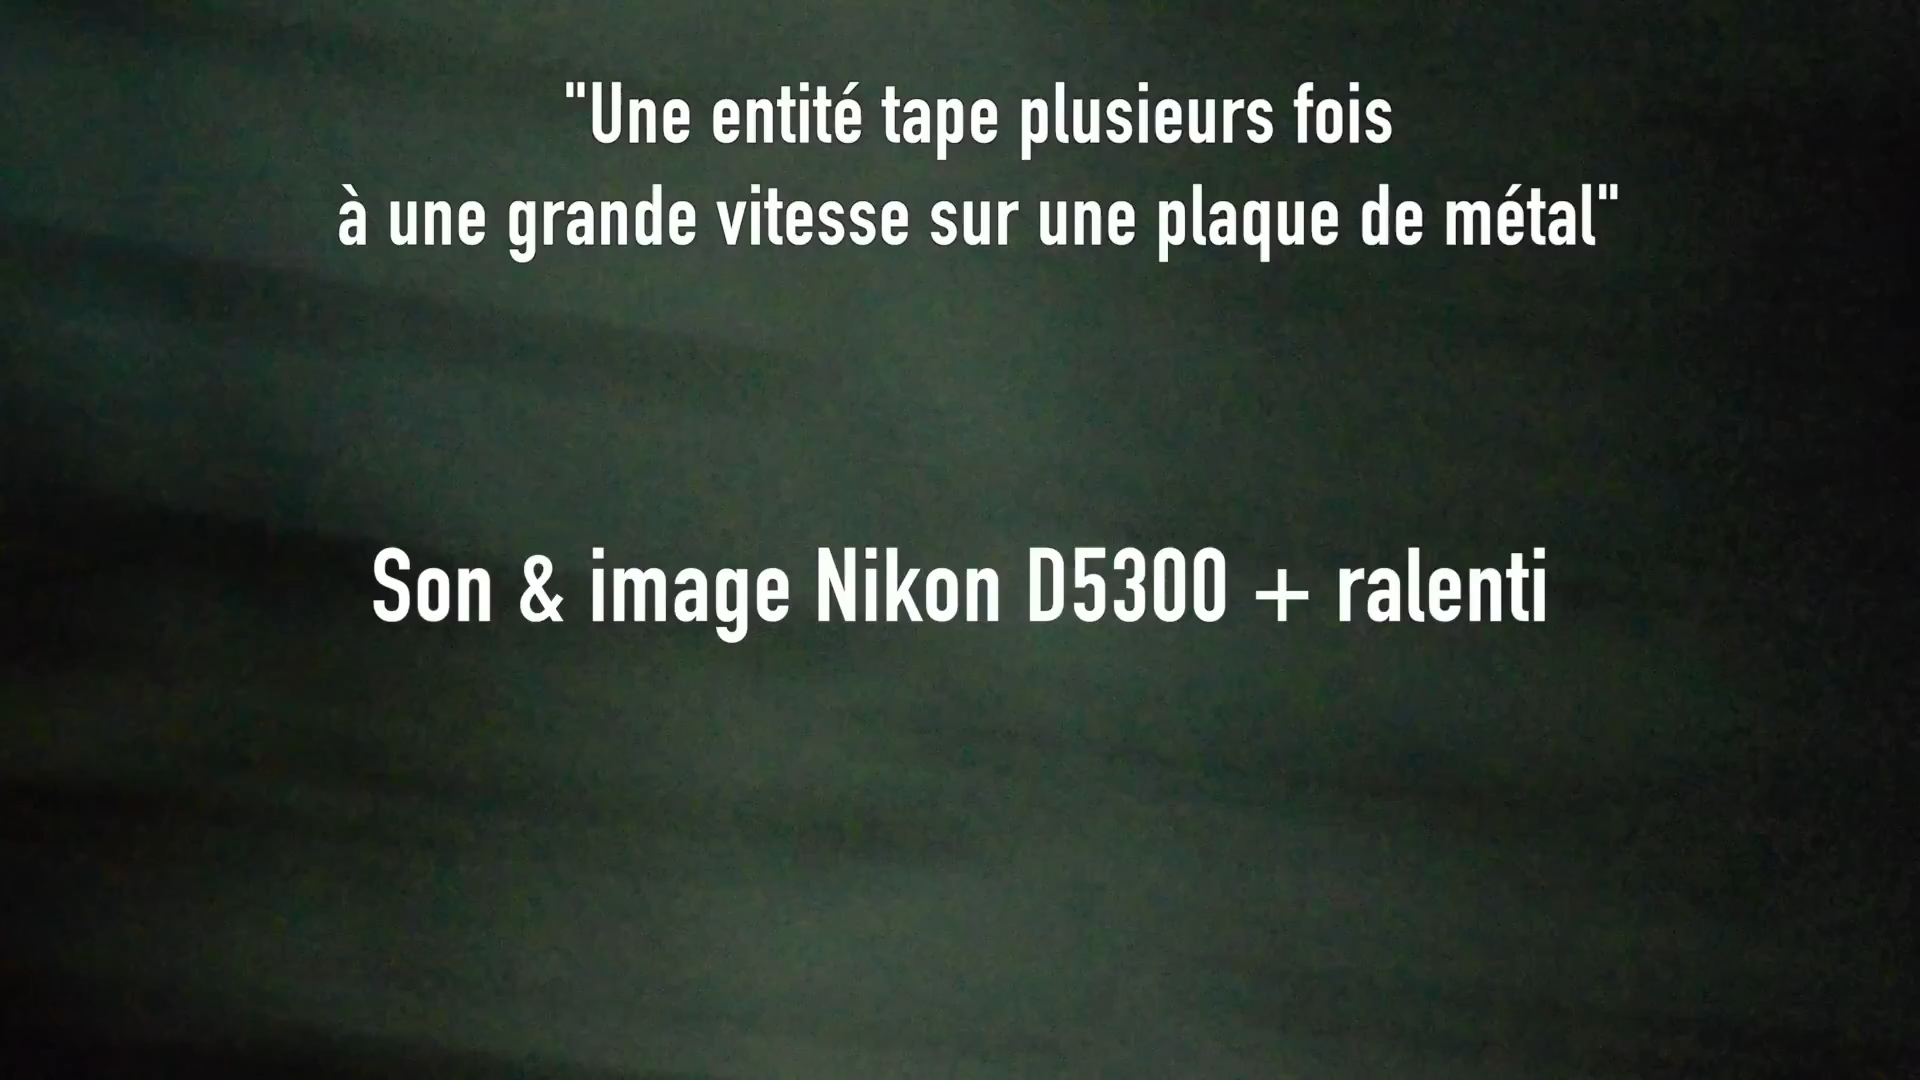 "Une entité tape plusieurs fois
à une grande vitesse sur une plaque de métal"
Son & image Nikon D5300 + ralenti